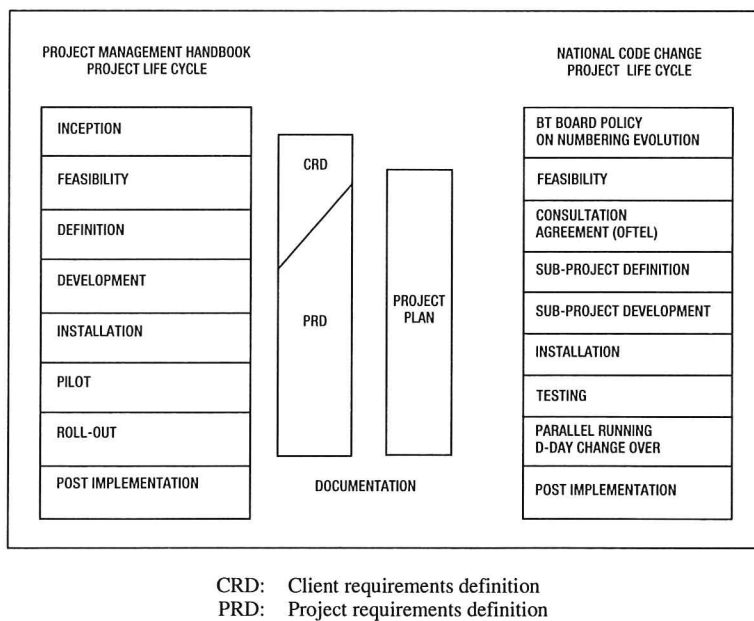 PROJECT MANAGEMENT HANDBOOK
PROJECT LIFE CYCLE
INCEPTION
FEASIBILITY
DEFINITION
DEVELOPMENT
INSTALLATION
PILOT
ROLL-OUT
POST IMPLEMENTATION
CRD
PRD
PROJECT
PLAN
DOCUMENTATION
NATIONAL CODE CHANGE
PROJECT LIFE CYCLE
BT BOARD POLICY
ON NUMBERING EVOLUTION
FEASIBILITY
CONSULTATION
AGREEMENT (OFTEL)
SUB-PROJECT DEFINITION
SUB-PROJECT DEVELOPMENT
INSTALLATION
TESTING
PARALLEL RUNNING
D-DAY CHANGE OVER
POST IMPLEMENTATION
CRD: Client requirements definition
PRD: Project requirements definition